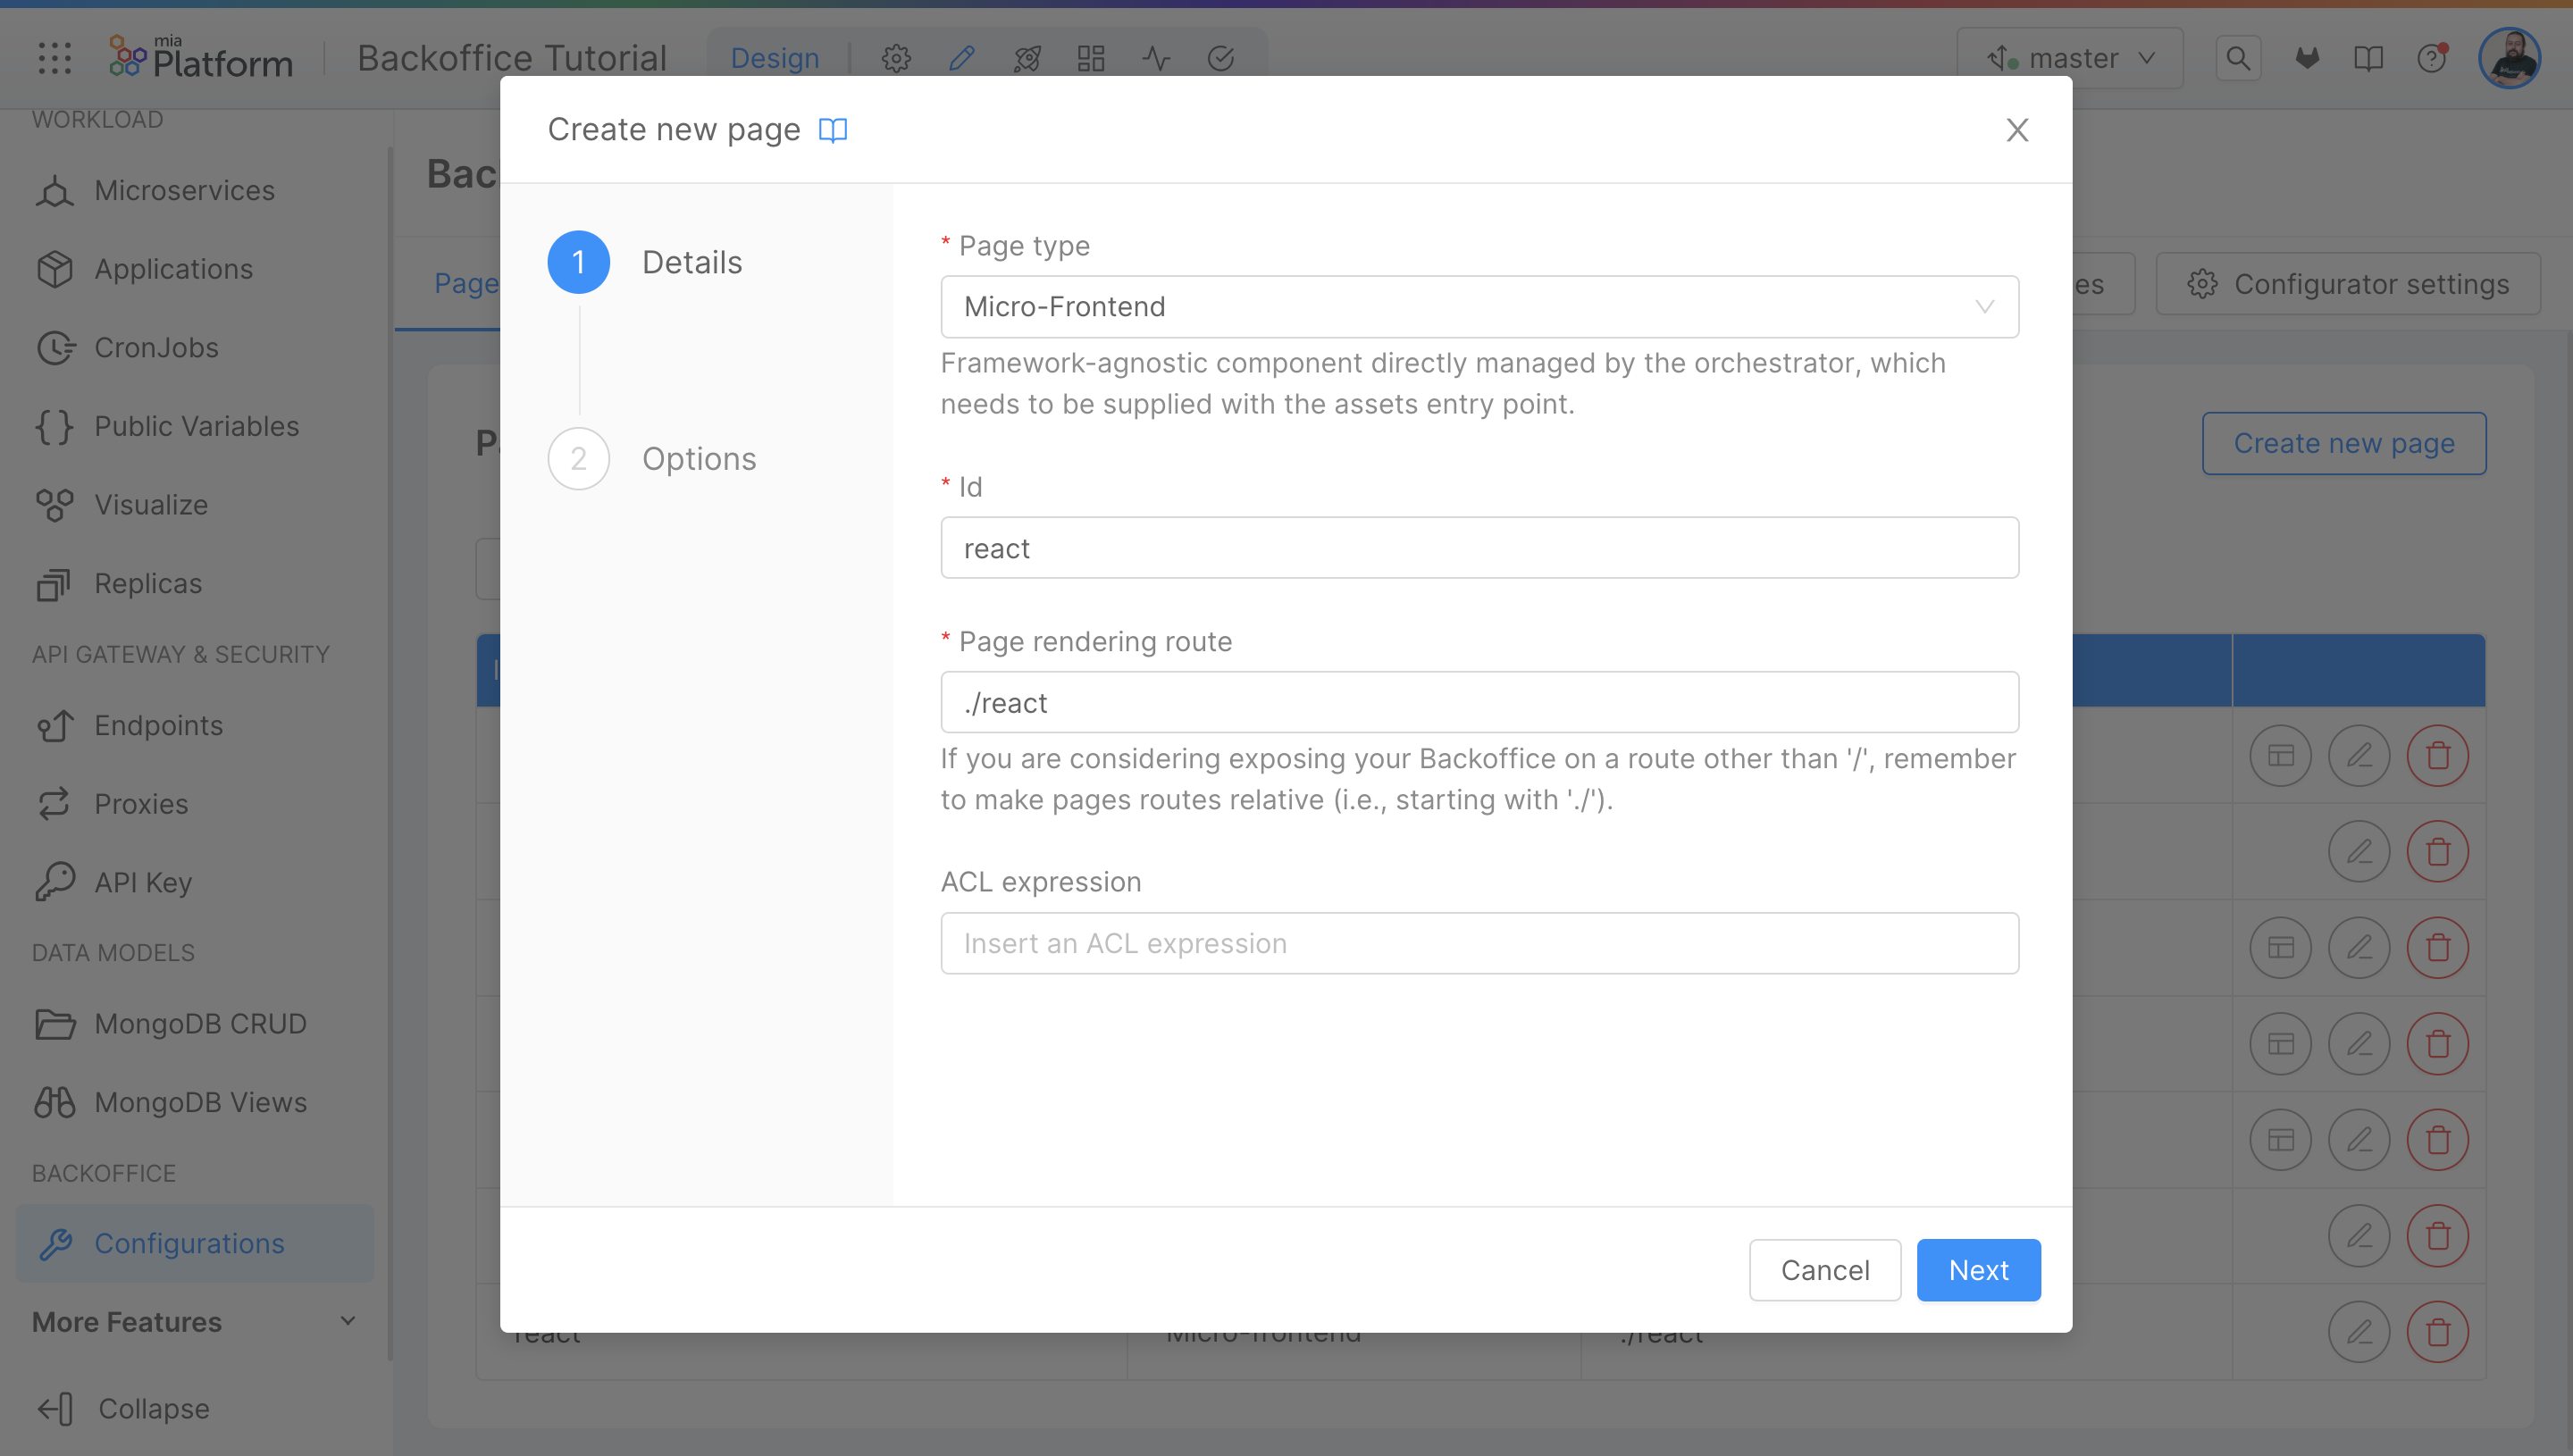 mia
Platform
Backoffice Tutorial
Design
master
WORKLOAD
Microservices
Applications
CronJobs
Public Variables
Visualize
Replicas
API GATEWAY & SECURITY
Endpoints
Proxies
API Key
DATA MODELS
MongoDB CRUD
MongoDB Views
BACKOFFICE
Configurations
More Features
Collapse
Bac
Page
es
Configurator settings
Create new page
Create new page
1 Details
2 Options
* Page type
Micro-Frontend
Framework-agnostic component directly managed by the orchestrator, which
needs to be supplied with the assets entry point.
* Id
react
* Page rendering route
./react
If you are considering exposing your Backoffice on a route other than '/', remember
to make pages routes relative (i.e., starting with './').
ACL expression
Insert an ACL expression
Cancel
Next
react
Micro-frontend
./react